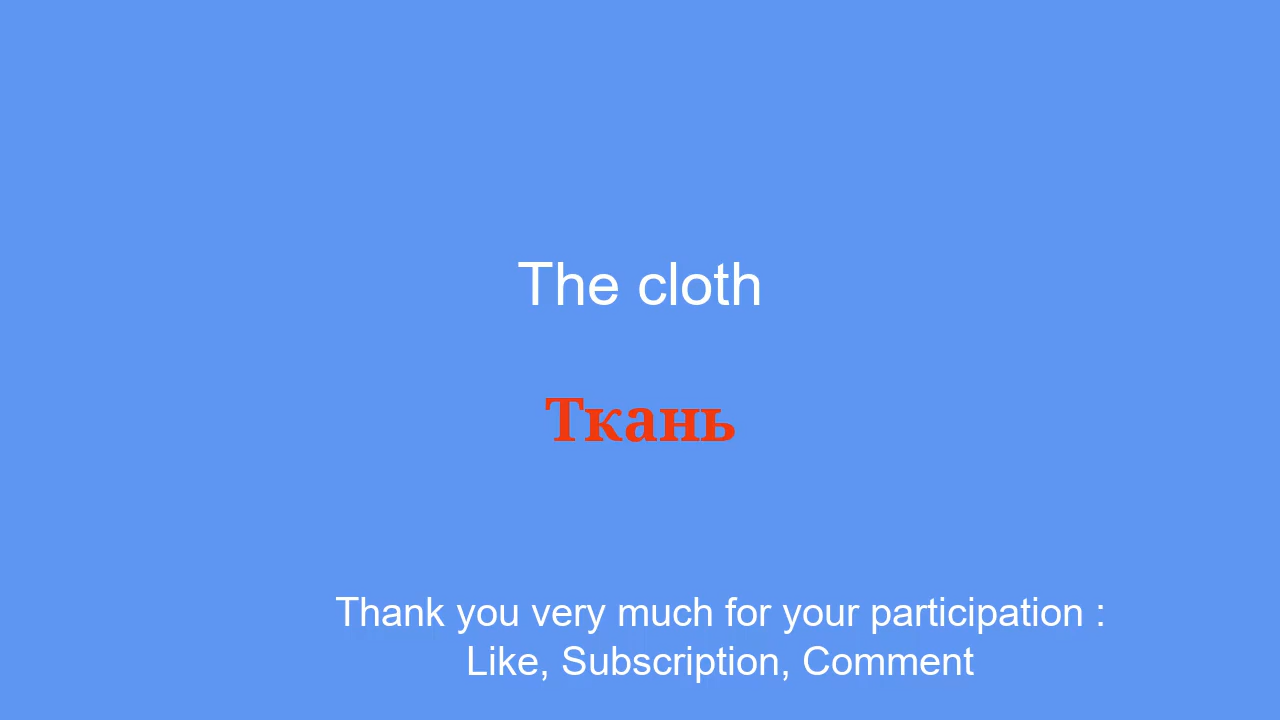 The cloth
Ткань
Thank you very much for your participation :
Like, Subscription, Comment